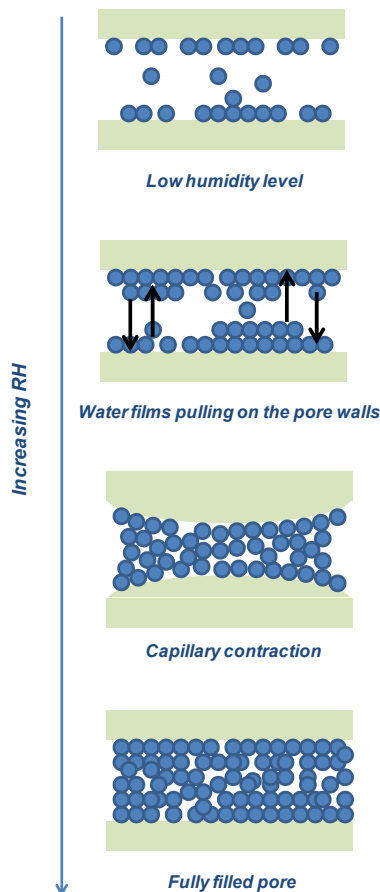 Low humidity level
Increasing RH
Water films pulling on the pore walls
Capillary contraction
Fully filled pore